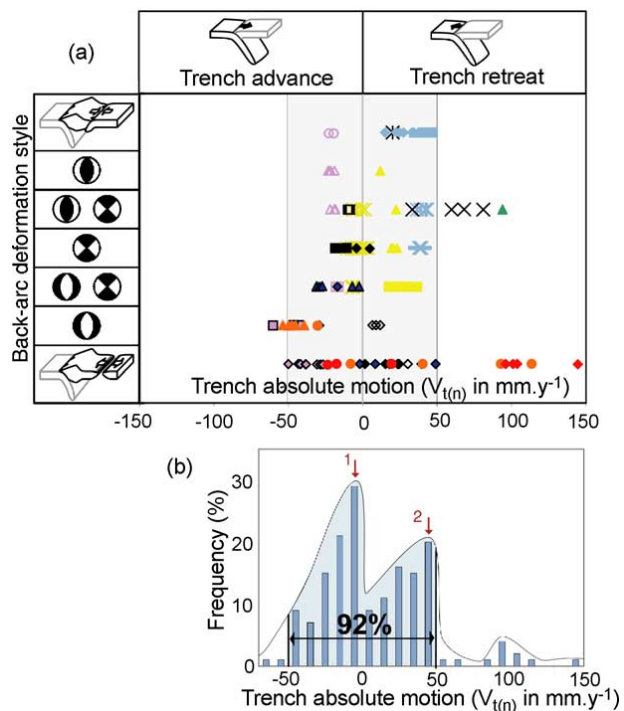 (a)
Trench advance
Trench retreat
Back-arc deformation style
Trench absolute motion (Vt(n) in mm.y-1)
-150 -100 -50 0 50 100 150
(b)
1
2
30
20
10
0
Frequency (%)
92%
-50 0 50 100 150
Trench absolute motion (Vt(n) in mm.y-1)